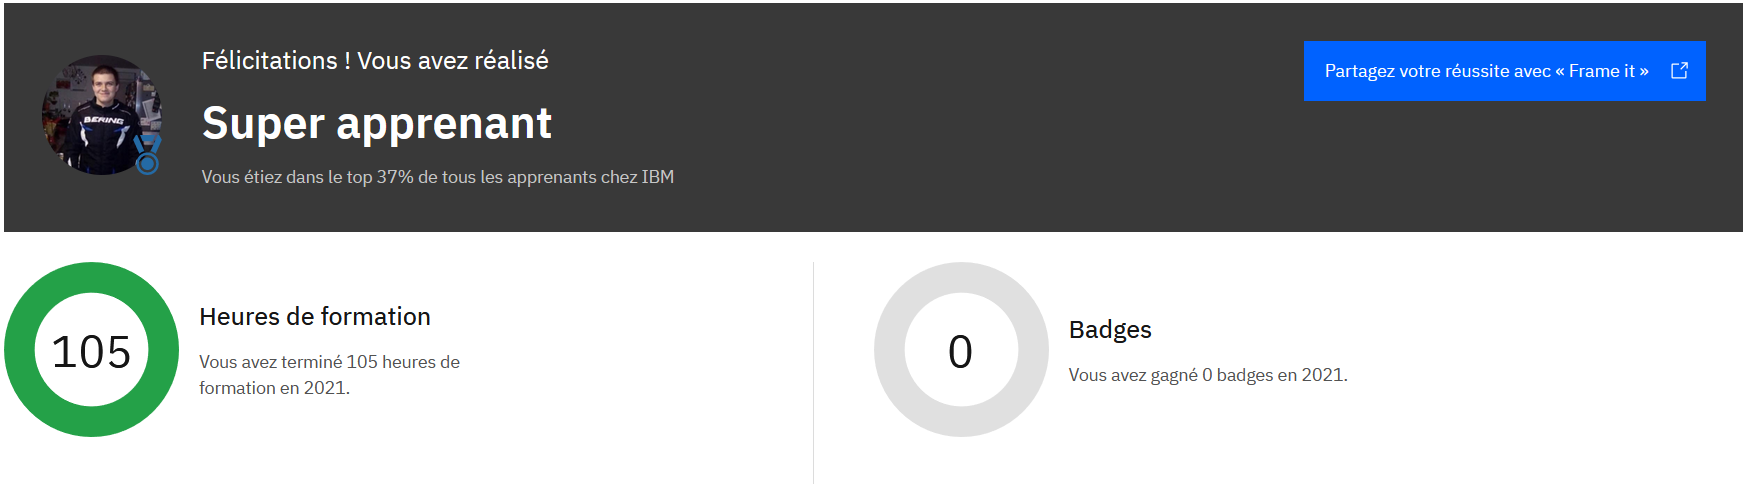 Félicitations ! Vous avez réalisé
Partagez votre réussite avec « Frame it »
Super apprenant
Vous étiez dans le top 37% de tous les apprenants chez IBM
BERING
105
Heures de formation
Vous avez terminé 105 heures de
formation en 2021.
0
Badges
Vous avez gagné 0 badges en 2021.